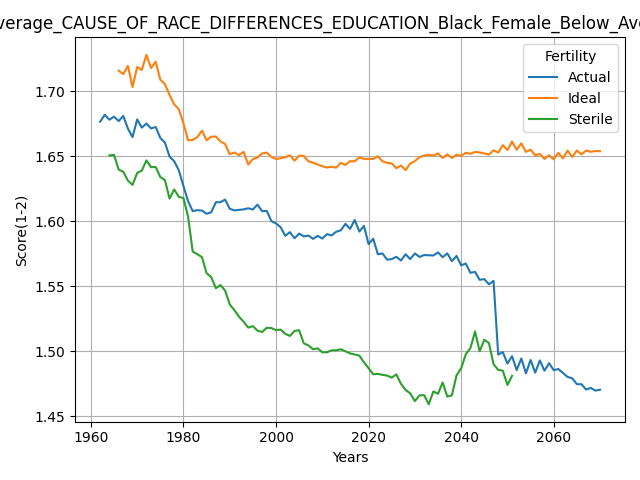 verage_CAUSE_OF_RACE_DIFFERENCES_EDUCATION_Black_Female_Below_Ave
Fertility
Actual
Ideal
Sterile
1.70
1.65
1.60
1.55
1.50
1.45
Score(1-2)
1960
1980
2000
2020
2040
2060
Years